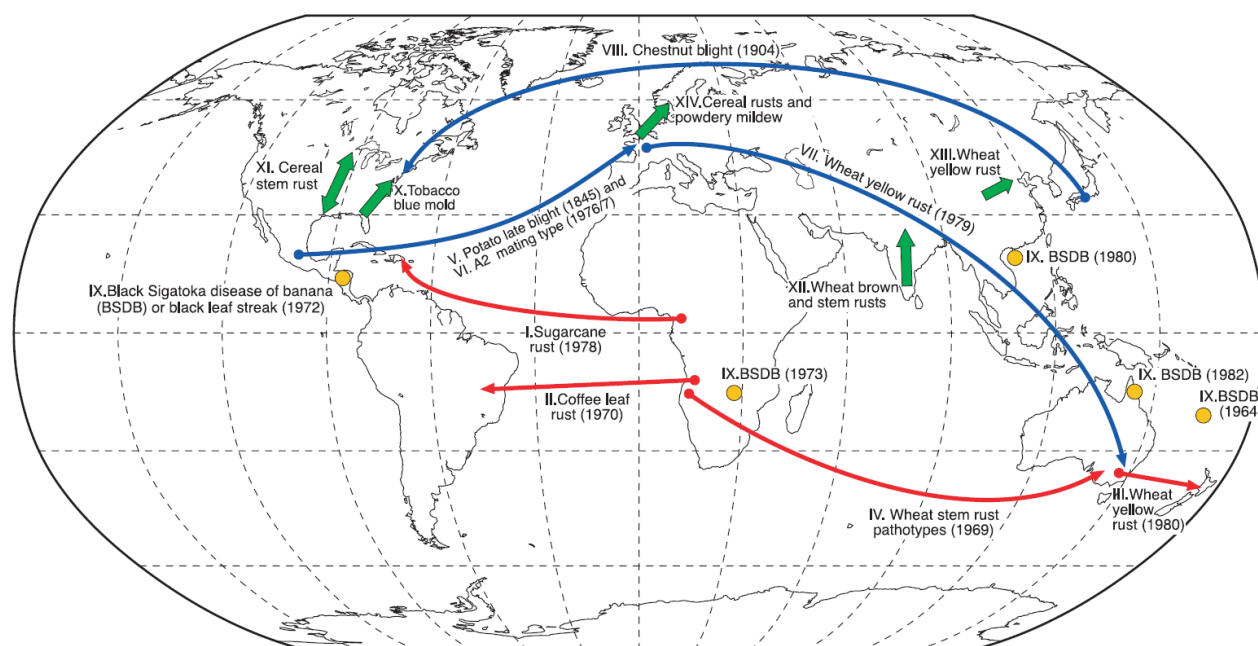 VIII. Chestnut blight (1904)
XIV.Cereal rusts and
powdery mildew
XI. Cereal
stem rust
X.Tobacco
blue mold
VII. Wheat yellow rust (1979)
XIII.Wheat
yellow rust
V. Potato late blight (1845) and
VI. A2 mating type (1976/7)
IX. BSDB (1980)
IX.Black Sigatoka disease of banana
(BSDB) or black leaf streak (1972)
XII.Wheat brown
and stem rusts
I.Sugarcane
rust (1978)
IX.BSDB (1973)
IX. BSDB (1982)
IX.BSDB
(1964
II.Coffee leaf
rust (1970)
III.Wheat
yellow
rust (1980)
IV. Wheat stem rust
pathotypes (1969)